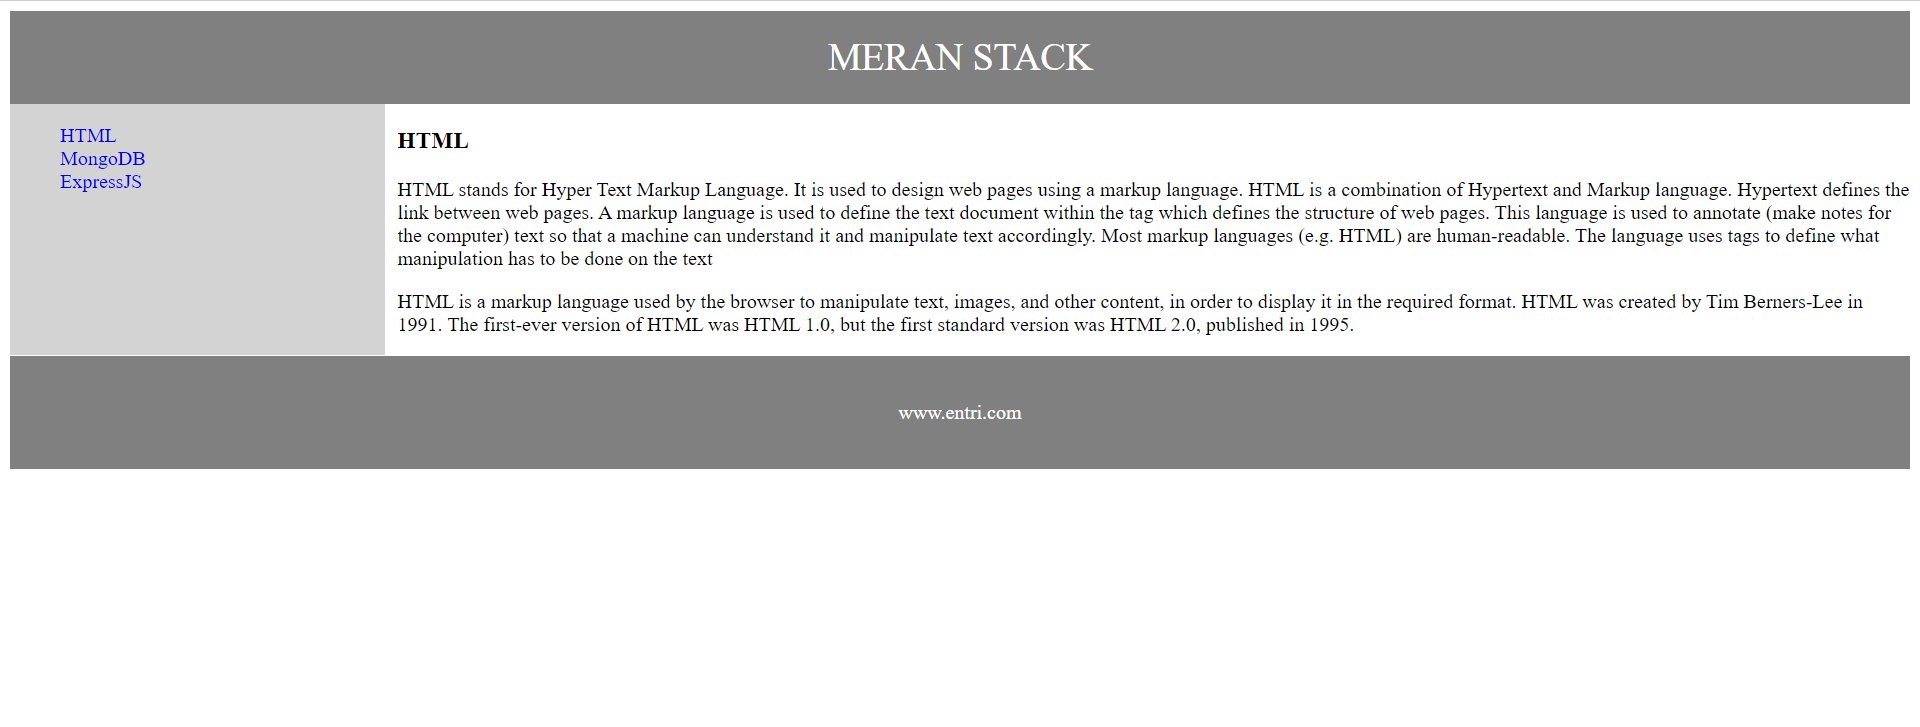 MERAN STACK
HTML
MongoDB
ExpressJS
HTML
HTML stands for Hyper Text Markup Language. It is used to design web pages using a markup language. HTML is a combination of Hypertext and Markup language. Hypertext defines the
link between web pages. A markup language is used to define the text document within the tag which defines the structure of web pages. This language is used to annotate (make notes for
the computer) text so that a machine can understand it and manipulate text accordingly. Most markup languages (e.g. HTML) are human-readable. The language uses tags to define what
manipulation has to be done on the text
HTML is a markup language used by the browser to manipulate text, images, and other content, in order to display it in the required format. HTML was created by Tim Berners-Lee in
1991. The first-ever version of HTML was HTML 1.0, but the first standard version was HTML 2.0, published in 1995.
www.entri.com